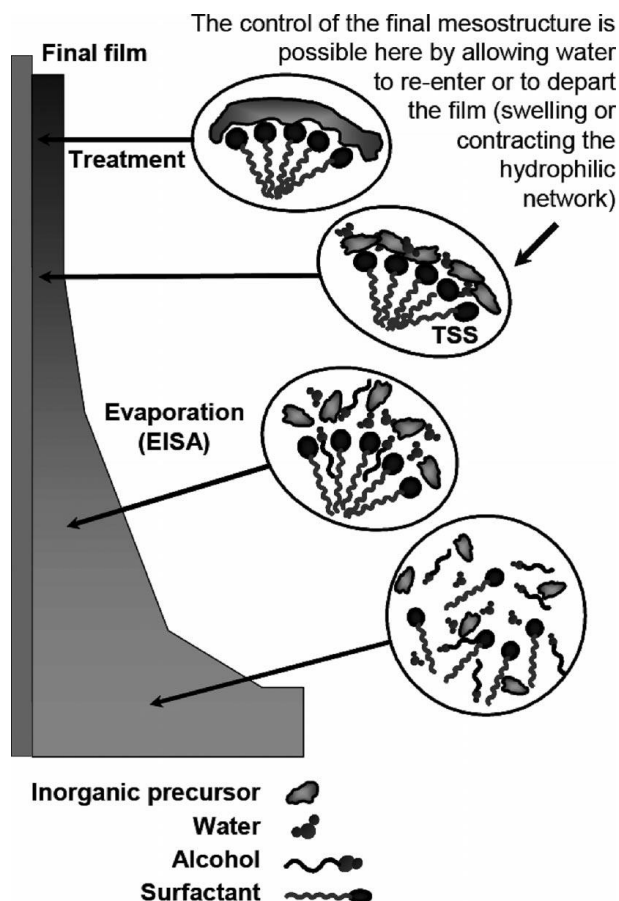 The control of the final mesostructure is
possible here by allowing water
to re-enter or to depart
the film (swelling or
contracting the
hydrophilic
network)
Final film
Treatment
TSS
Evaporation
(EISA)
Inorganic precursor
Water
Alcohol
Surfactant